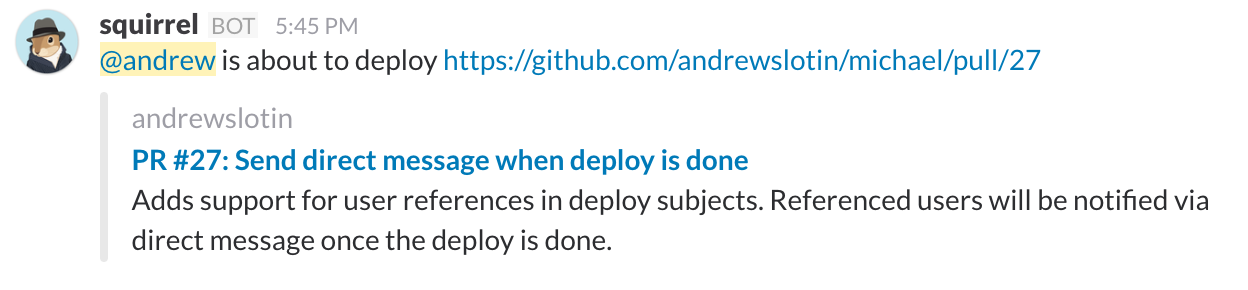 squirrel BOT 5:45 PM
@andrew is about to deploy https://github.com/andrewslotin/michael/pull/27
andrewslotin
PR #27: Send direct message when deploy is done
Adds support for user references in deploy subjects. Referenced users will be notified via
direct message once the deploy is done.